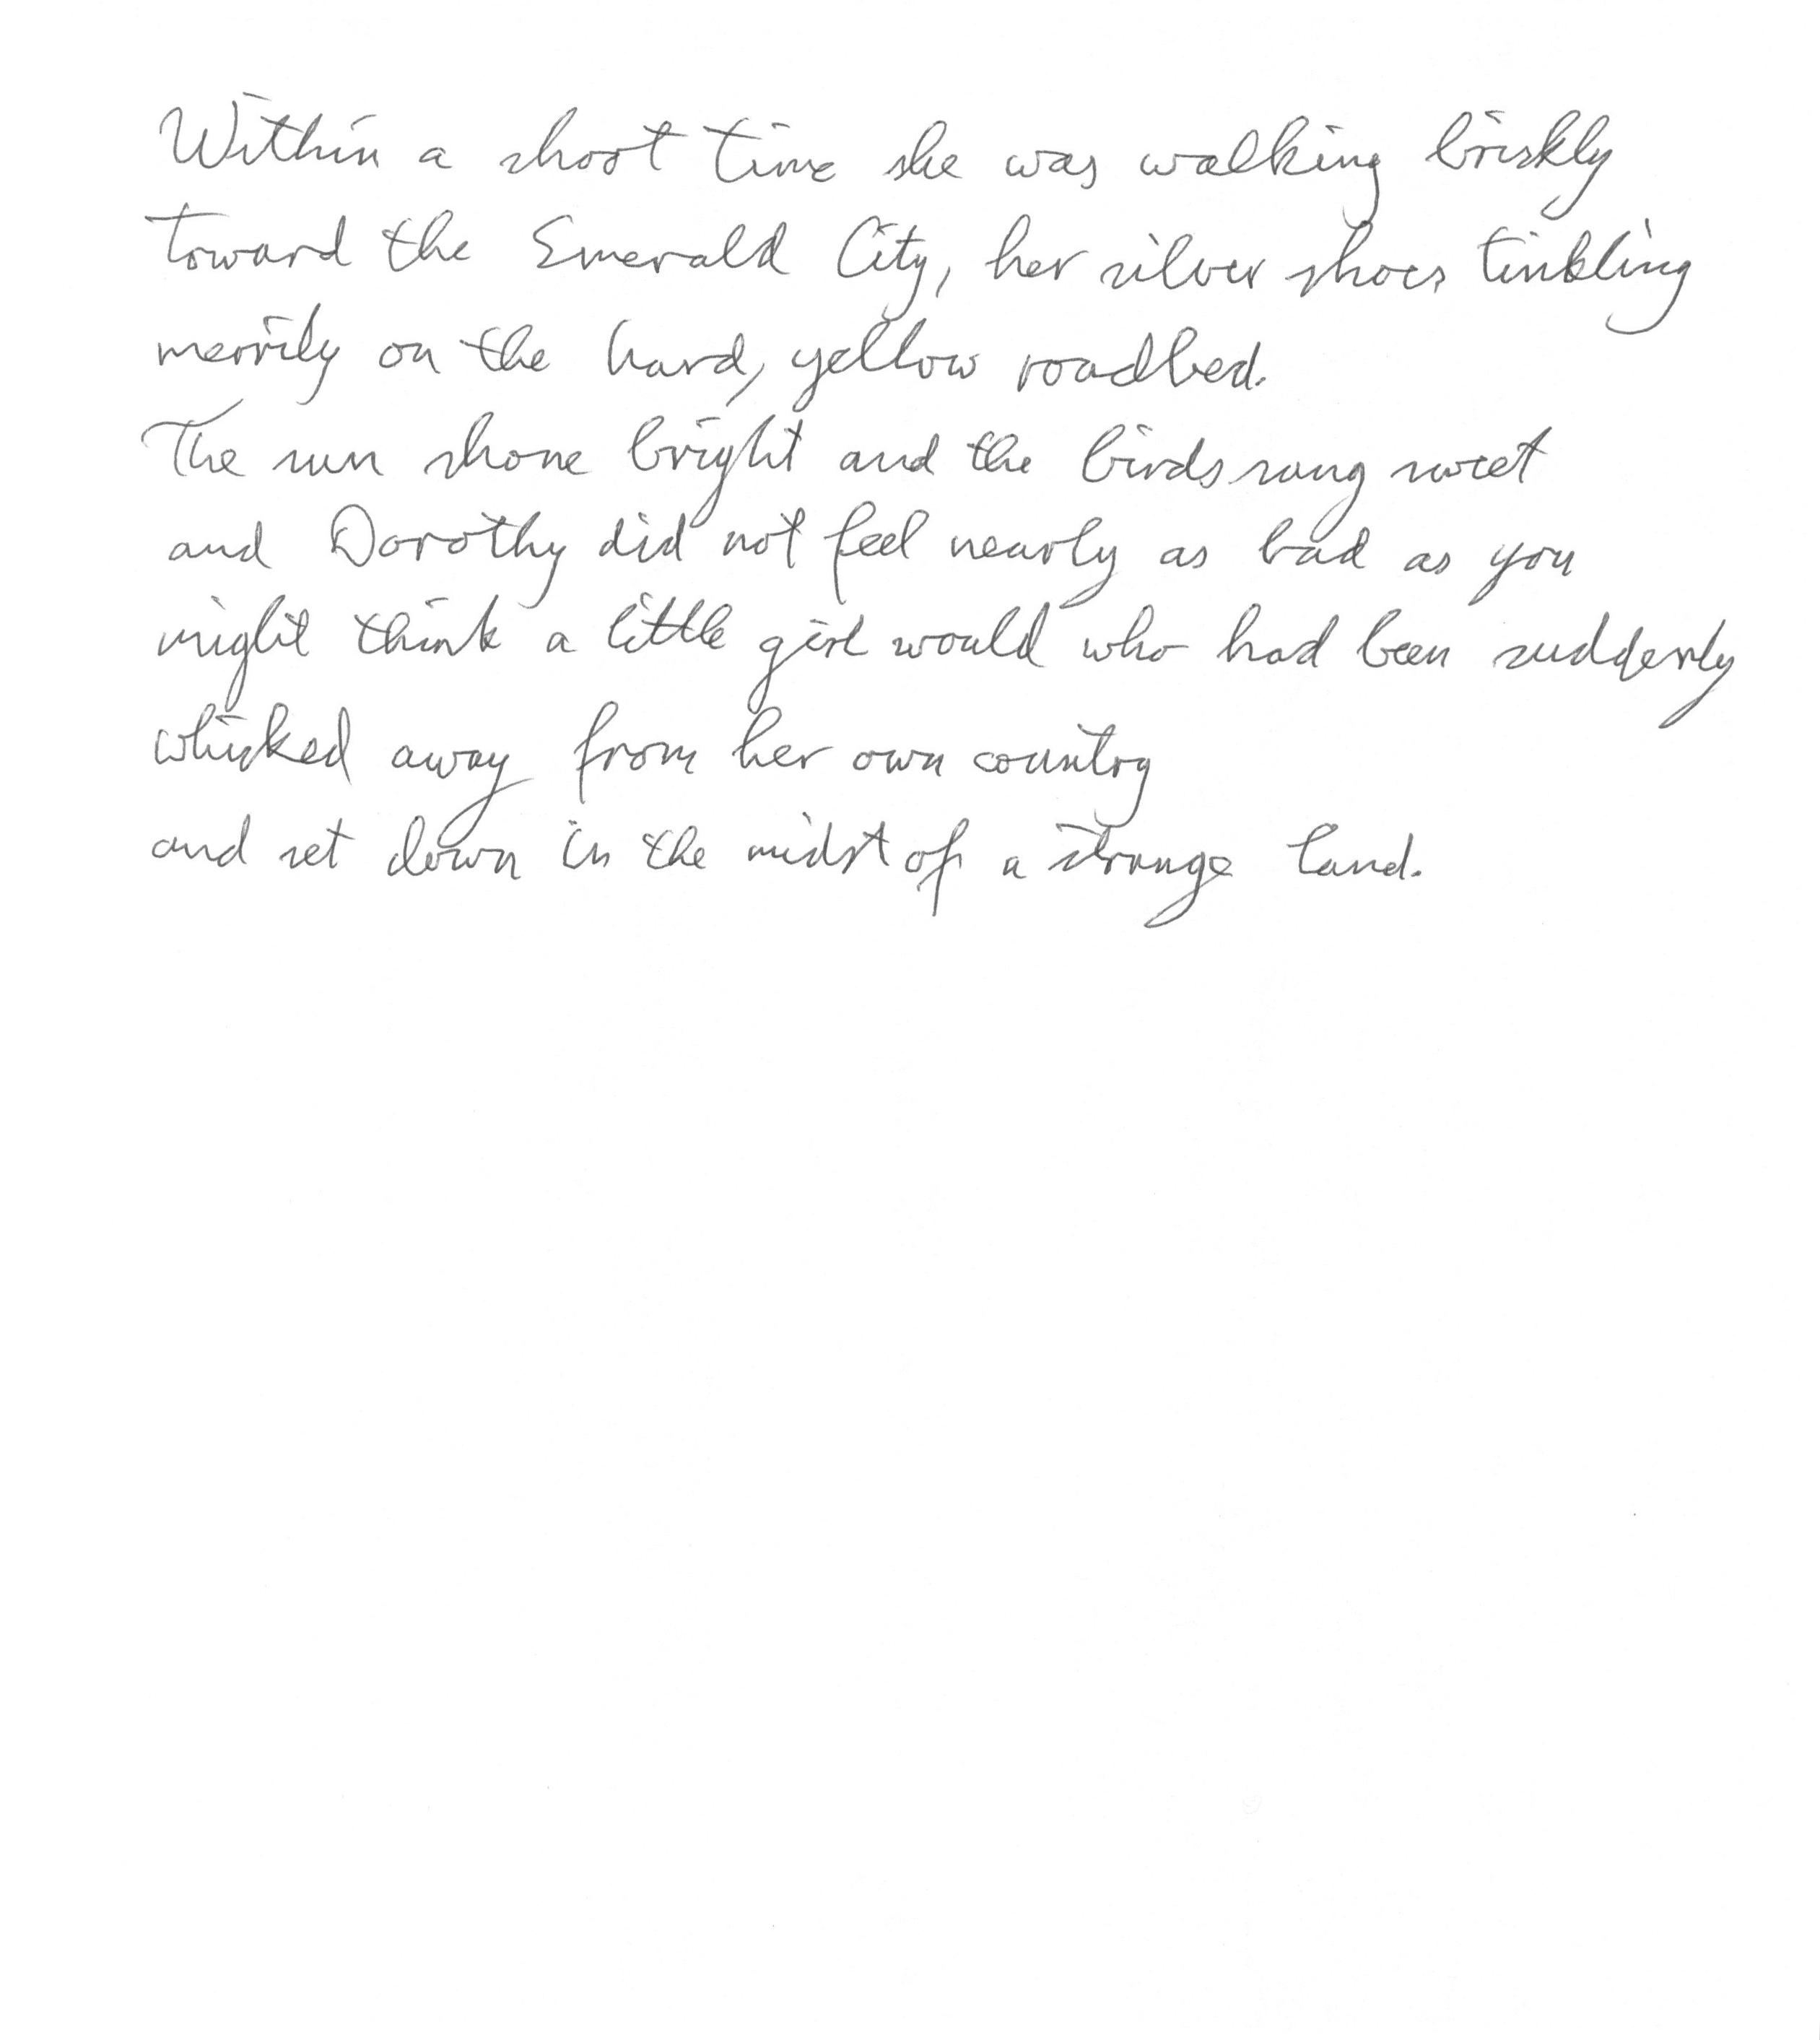 Within a short time she was walking briskly
toward the Emerald City, her silver shoes tinkling
merrily on the hard, yellow roadbed.
The sun shone bright and the birds sung sweet
and Dorothy did not feel nearly as bad as you
might think a little girl would who had been suddenly
whisked away from her own country
and set down in the midst of a strange land.